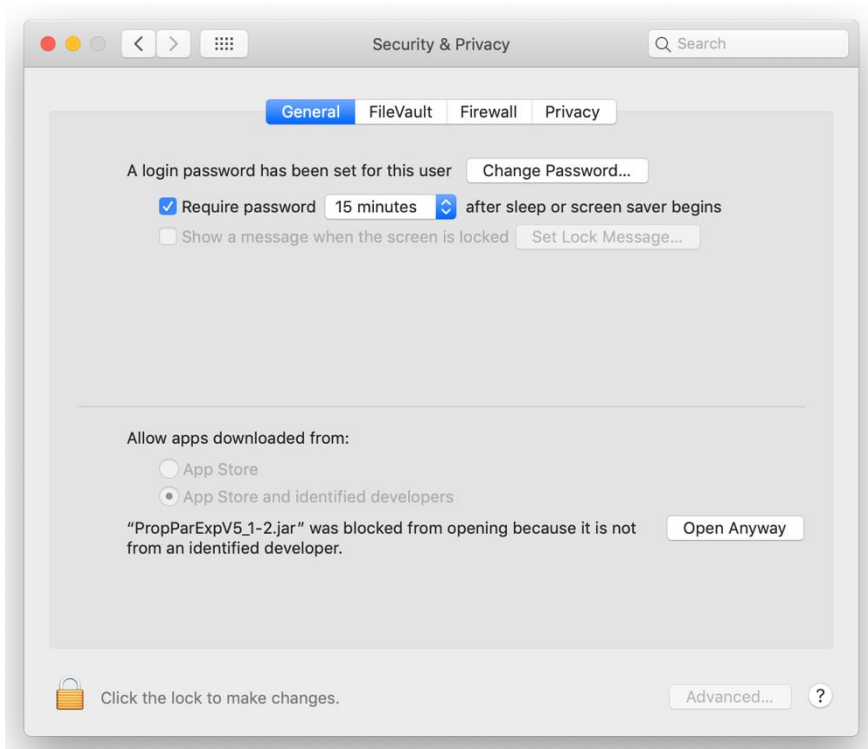 Security & Privacy
Search
General FileVault Firewall Privacy
A login password has been set for this user Change Password...
Require password 15 minutes after sleep or screen saver begins
Show a message when the screen is locked Set Lock Message...
Allow apps downloaded from:
App Store
App Store and identified developers
“PropParExpV5_1-2.jar” was blocked from opening because it is not Open Anyway
from an identified developer.
Click the lock to make changes. Advanced... ?